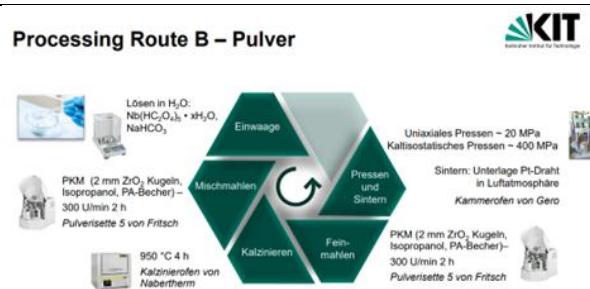 Processing Route B – Pulver
KIT
Karlsruher Institut für Technologie
Lösen in H₂O:
Nb(HC₂O₄)₅ • xH₂O,
NaHCO₃
Einwaage
Uniaxiales Pressen ~ 20 MPa
Kaltisostatisches Pressen ~ 400 MPa
Pressen
und
Sintern
Sintern: Unterlage Pt-Draht
in Luftatmosphäre
Kammerofen von Gero
PKM (2 mm ZrO₂ Kugeln,
Isopropanol, PA-Becher) –
300 U/min 2 h
Pulverisette 5 von Fritsch
Mischmahlen
950 °C 4 h
Kalzinierofen von
Nabertherm
Kalzinieren
Fein-
mahlen
PKM (2 mm ZrO₂ Kugeln,
Isopropanol, PA-Becher)–
300 U/min 2 h
Pulverisette 5 von Fritsch